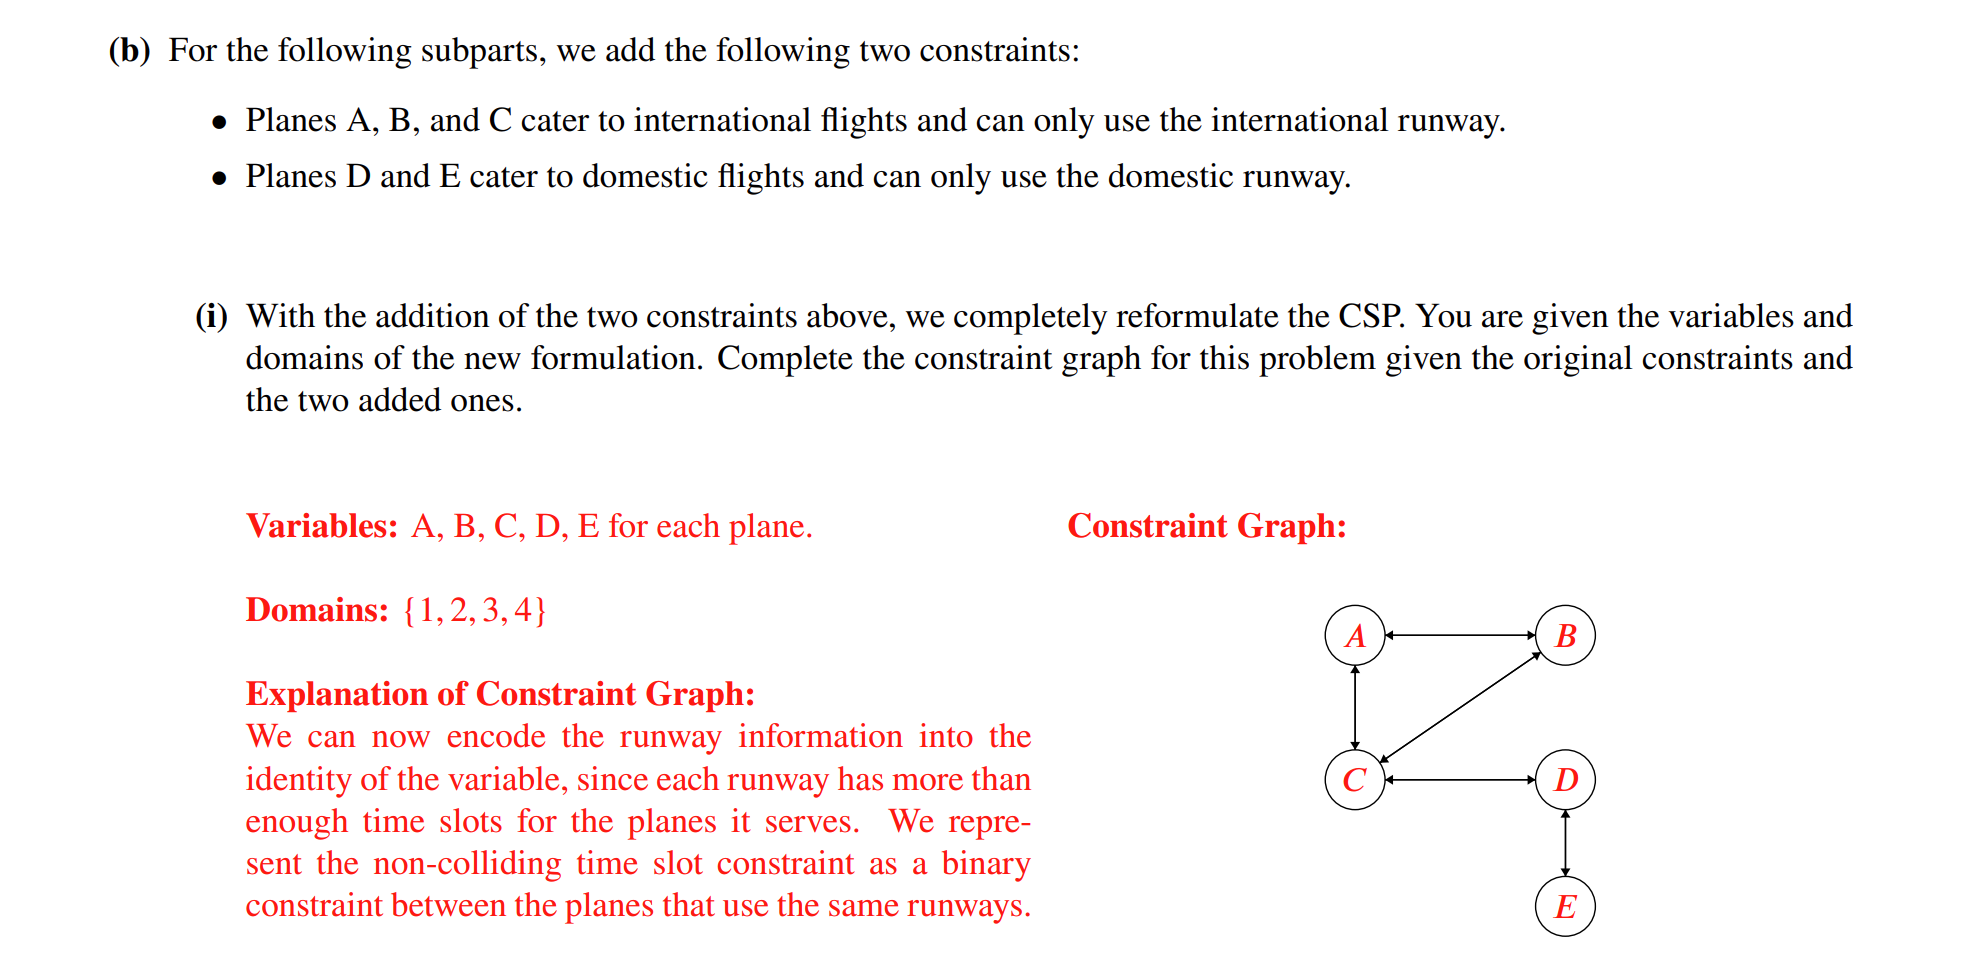 (b) For the following subparts, we add the following two constraints:
• Planes A, B, and C cater to international flights and can only use the international runway.
• Planes D and E cater to domestic flights and can only use the domestic runway.
(i) With the addition of the two constraints above, we completely reformulate the CSP. You are given the variables and
domains of the new formulation. Complete the constraint graph for this problem given the original constraints and
the two added ones.
Variables: A, B, C, D, E for each plane.
Domains: {1, 2, 3, 4}
Explanation of Constraint Graph:
We can now encode the runway information into the
identity of the variable, since each runway has more than
enough time slots for the planes it serves. We repre-
sent the non-colliding time slot constraint as a binary
constraint between the planes that use the same runways.
Constraint Graph:
A B
C D
E